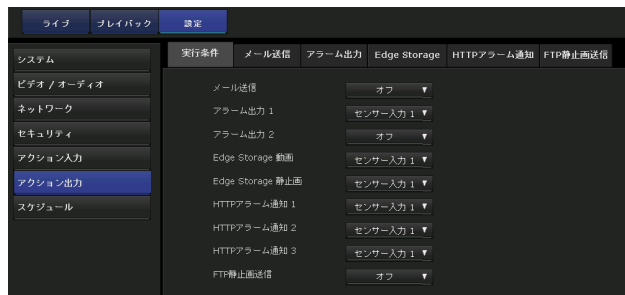 ライブ プレイバック 設定
システム
ビデオ / オーディオ
ネットワーク
セキュリティ
アクション入力
アクション出力
スケジュール
実行条件 メール送信 アラーム出力 Edge Storage HTTPアラーム通知 FTP静止画送信
メール送信 オフ ▼
アラーム出力 1 センサー入力 1 ▼
アラーム出力 2 オフ ▼
Edge Storage 動画 センサー入力 1 ▼
Edge Storage 静止画 センサー入力 1 ▼
HTTPアラーム通知 1 センサー入力 1 ▼
HTTPアラーム通知 2 センサー入力 1 ▼
HTTPアラーム通知 3 センサー入力 1 ▼
FTP静止画送信 オフ ▼